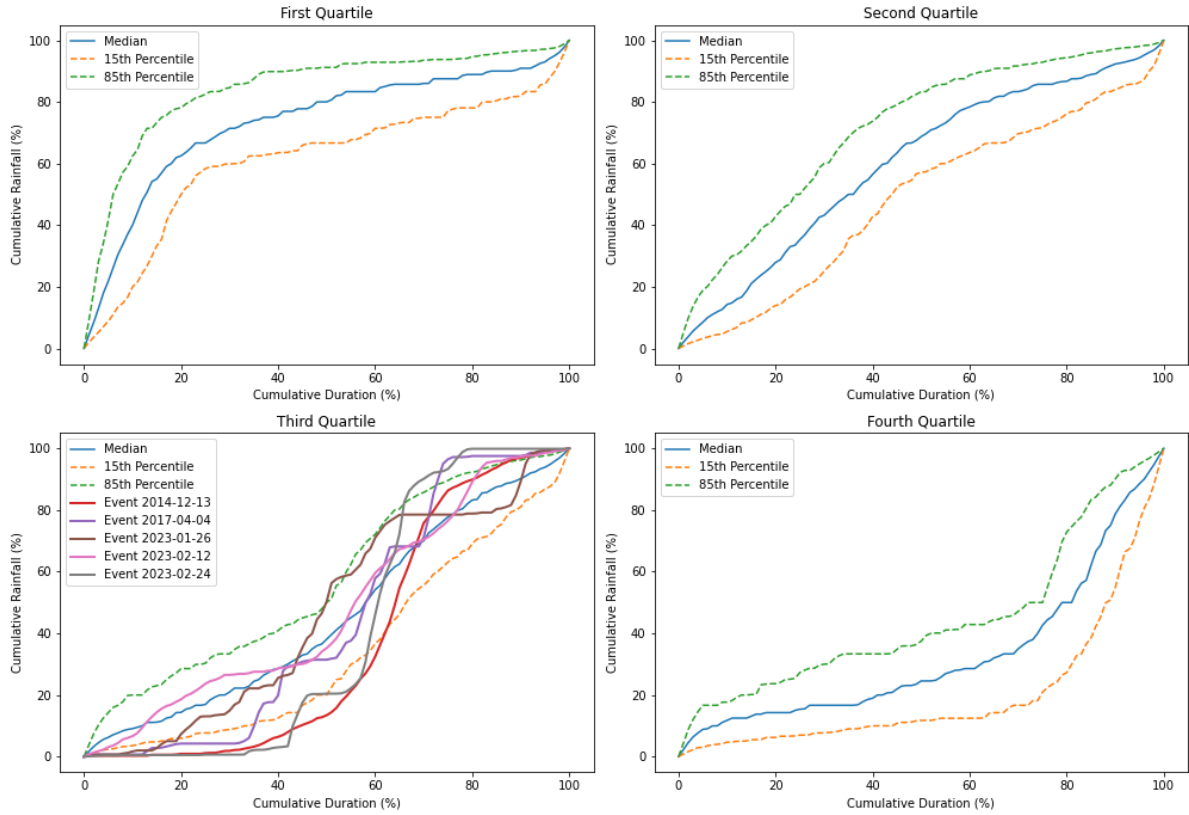 First Quartile
Median
15th Percentile
85th Percentile
100
80
60
40
20
0
Cumulative Rainfall (%)
0 20 40 60 80 100
Cumulative Duration (%)
Second Quartile
Median
15th Percentile
85th Percentile
100
80
60
40
20
0
Cumulative Rainfall (%)
0 20 40 60 80 100
Cumulative Duration (%)
Third Quartile
Median
15th Percentile
85th Percentile
Event 2014-12-13
Event 2017-04-04
Event 2023-01-26
Event 2023-02-12
Event 2023-02-24
100
80
60
40
20
0
Cumulative Rainfall (%)
0 20 40 60 80 100
Cumulative Duration (%)
Fourth Quartile
Median
15th Percentile
85th Percentile
100
80
60
40
20
0
Cumulative Rainfall (%)
0 20 40 60 80 100
Cumulative Duration (%)